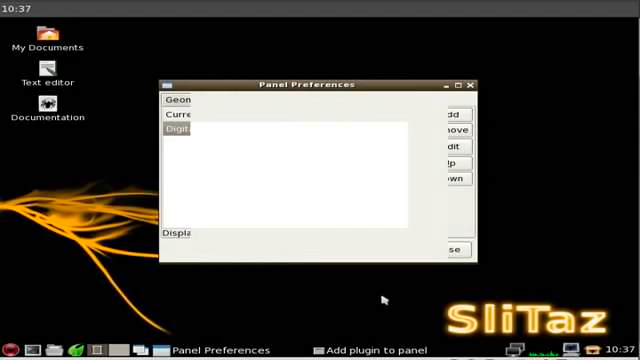 10:37
My Documents
Text editor
Documentation
Panel Preferences
Geon
Curre
Digit
dd
move
dit
own
Displa
se
SliTaz
Panel Preferences
Add plugin to panel
10:37